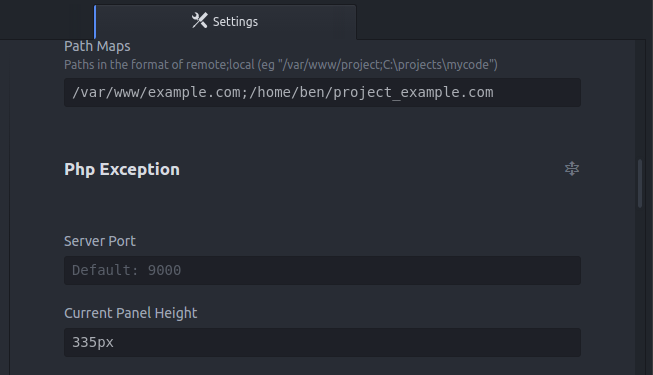 Settings
Path Maps
Paths in the format of remote;local (eg "/var/www/project;C:\projects\mycode")
/var/www/example.com;/home/ben/project_example.com
Php Exception
Server Port
Default: 9000
Current Panel Height
335px